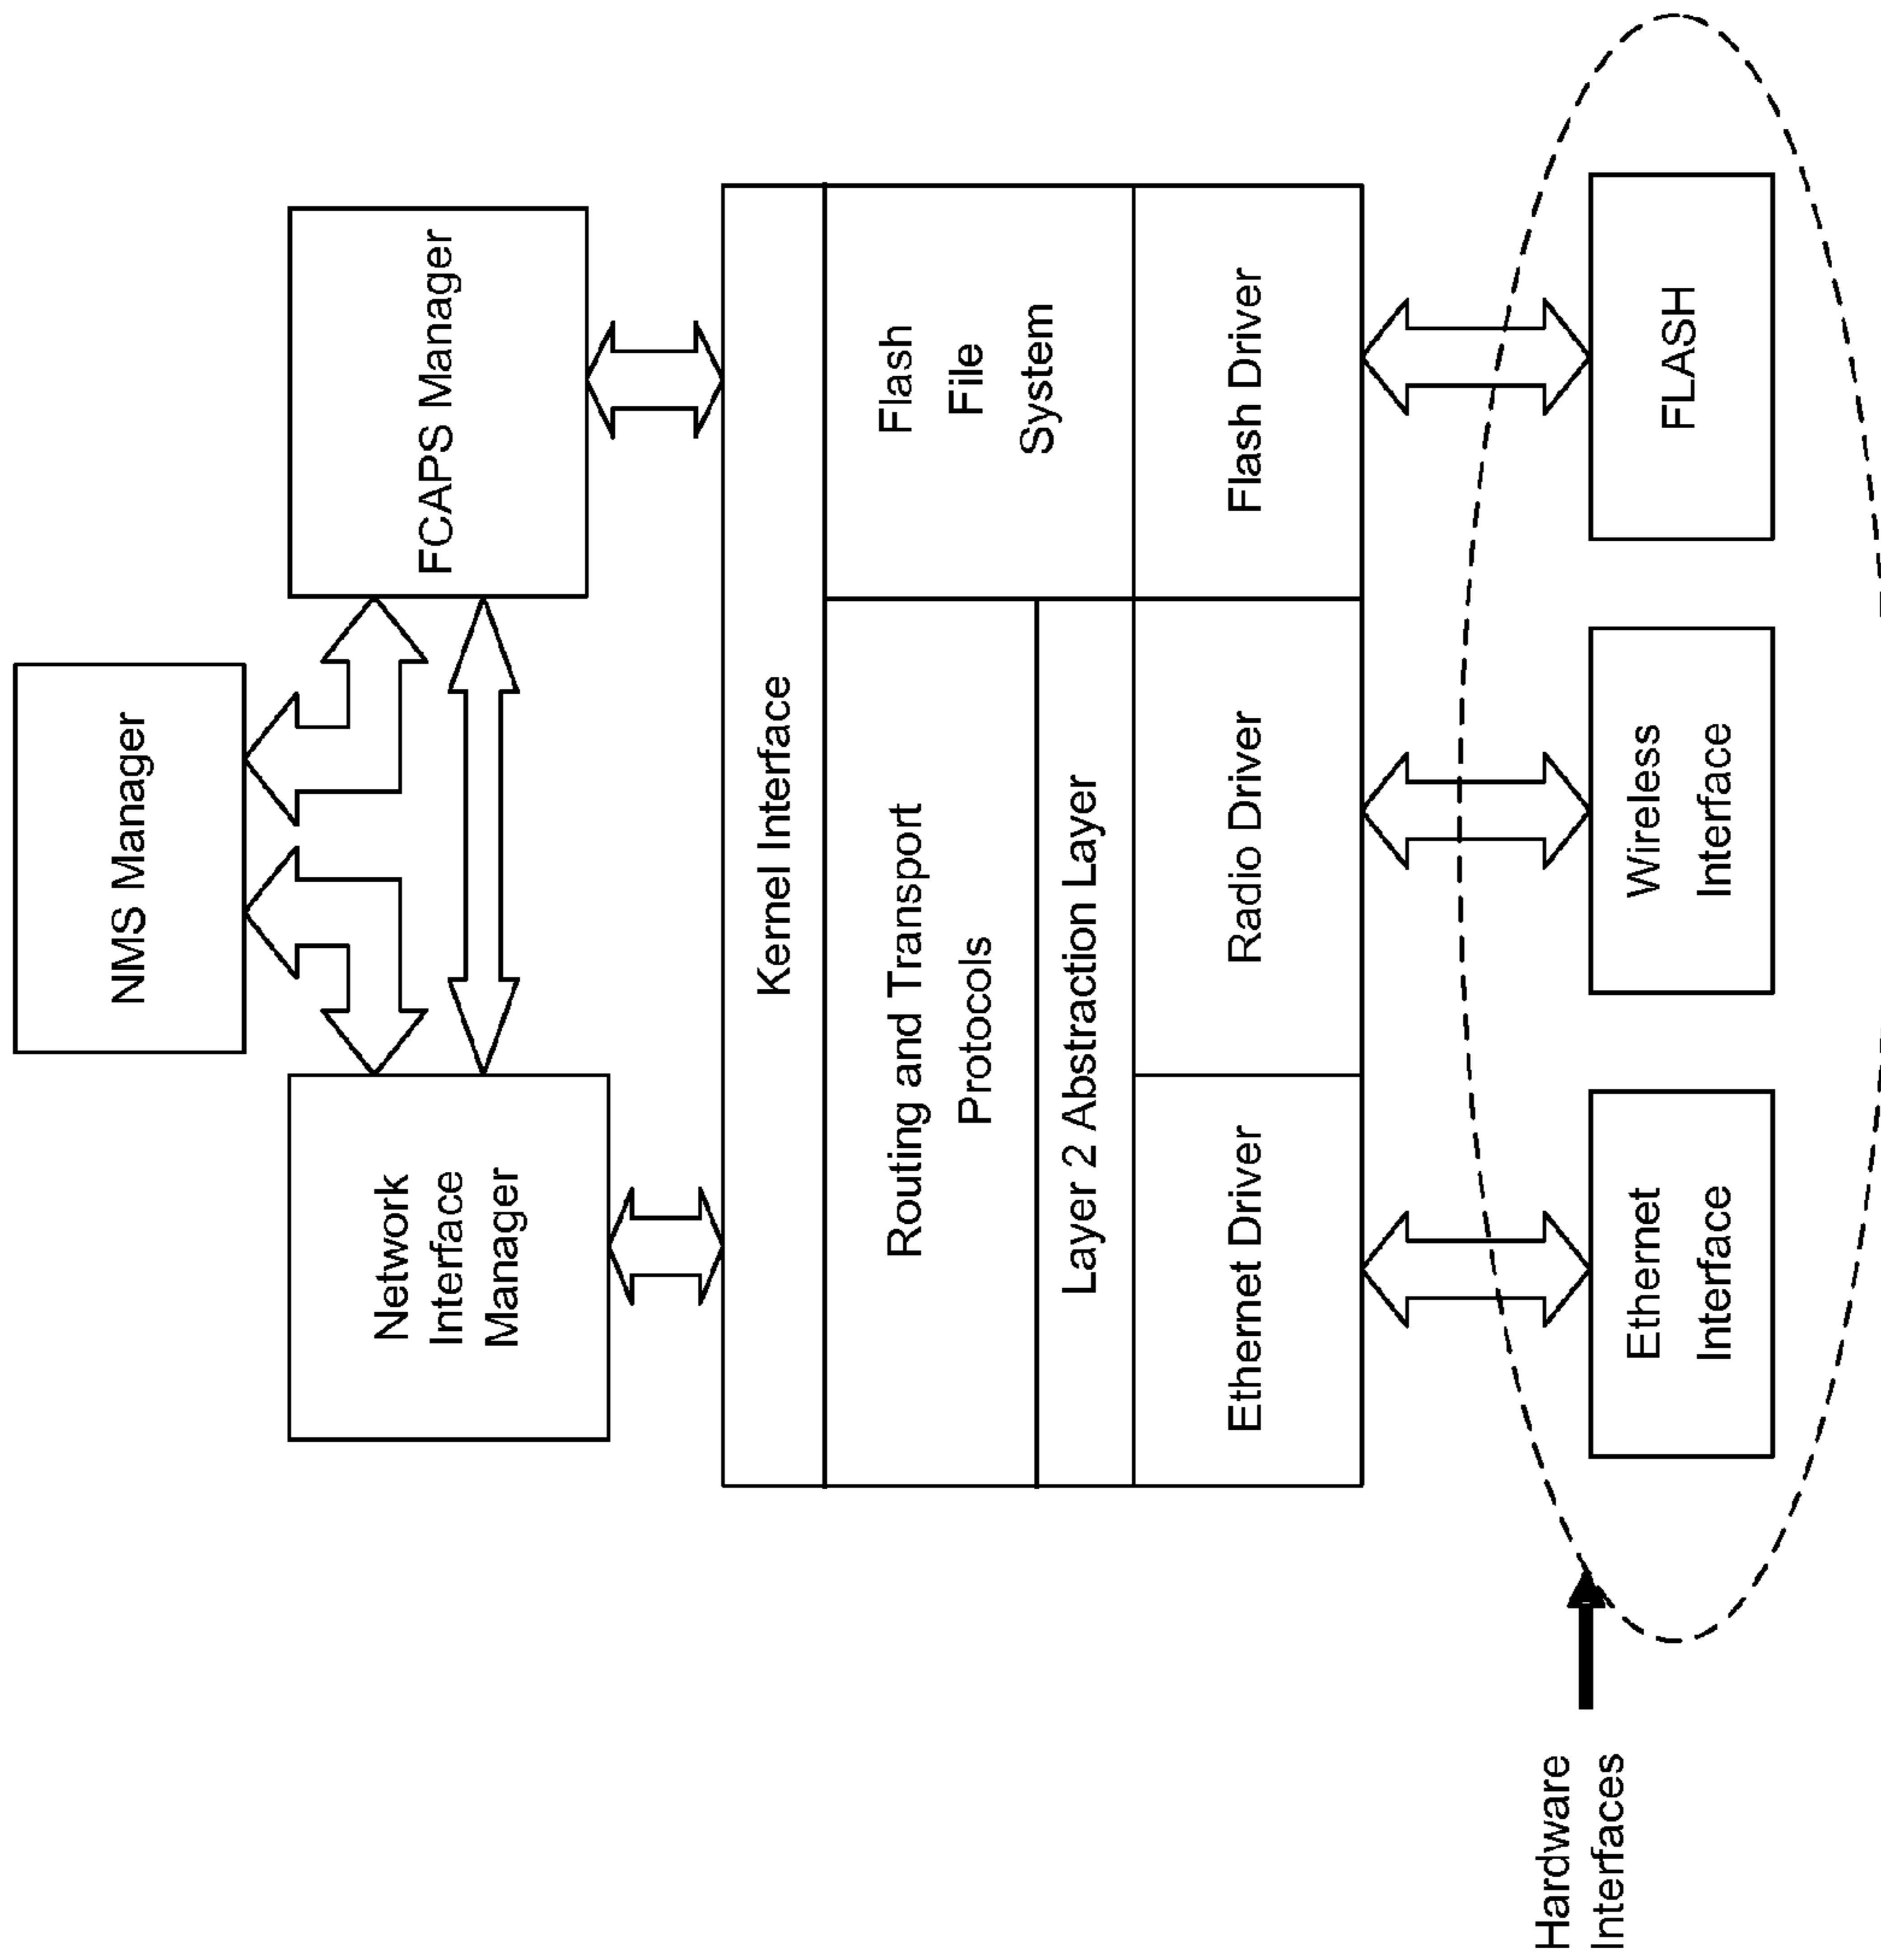 NMS Manager
Network
Interface
Manager
FCAPS Manager
Kernel Interface
Routing and Transport
Protocols
Flash
File
System
Layer 2 Abstraction Layer
Ethernet Driver
Radio Driver
Flash Driver
Hardware
Interfaces
Ethernet
Interface
Wireless
Interface
FLASH